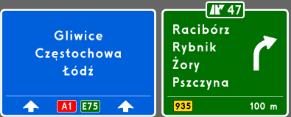 Gliwice
Częstochowa
Łódź
A1 E75
47
Racibórz
Rybnik
Żory
Pszczyna
935 100 m